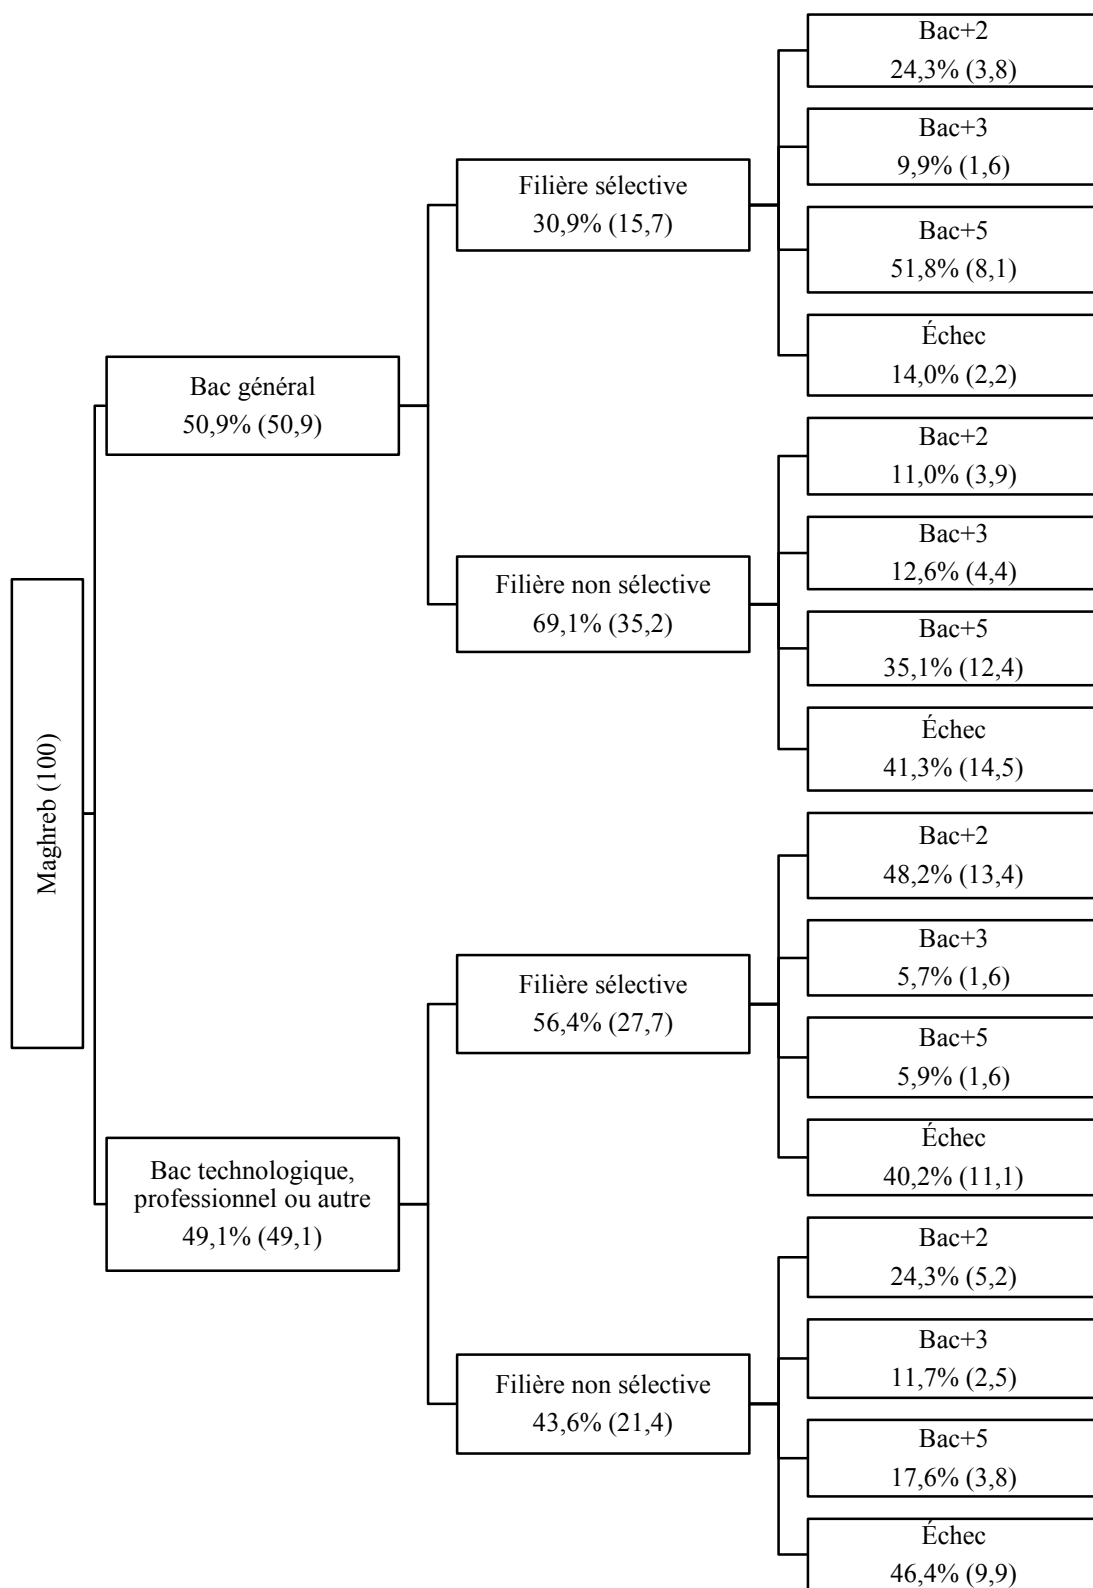 Maghreb (100)
Bac général
50,9% (50,9)
Filière sélective
30,9% (15,7)
Bac+2
24,3% (3,8)
Bac+3
9,9% (1,6)
Bac+5
51,8% (8,1)
Échec
14,0% (2,2)
Filière non sélective
69,1% (35,2)
Bac+2
11,0% (3,9)
Bac+3
12,6% (4,4)
Bac+5
35,1% (12,4)
Échec
41,3% (14,5)
Bac technologique,
professionnel ou autre
49,1% (49,1)
Filière sélective
56,4% (27,7)
Bac+2
48,2% (13,4)
Bac+3
5,7% (1,6)
Bac+5
5,9% (1,6)
Échec
40,2% (11,1)
Filière non sélective
43,6% (21,4)
Bac+2
24,3% (5,2)
Bac+3
11,7% (2,5)
Bac+5
17,6% (3,8)
Échec
46,4% (9,9)